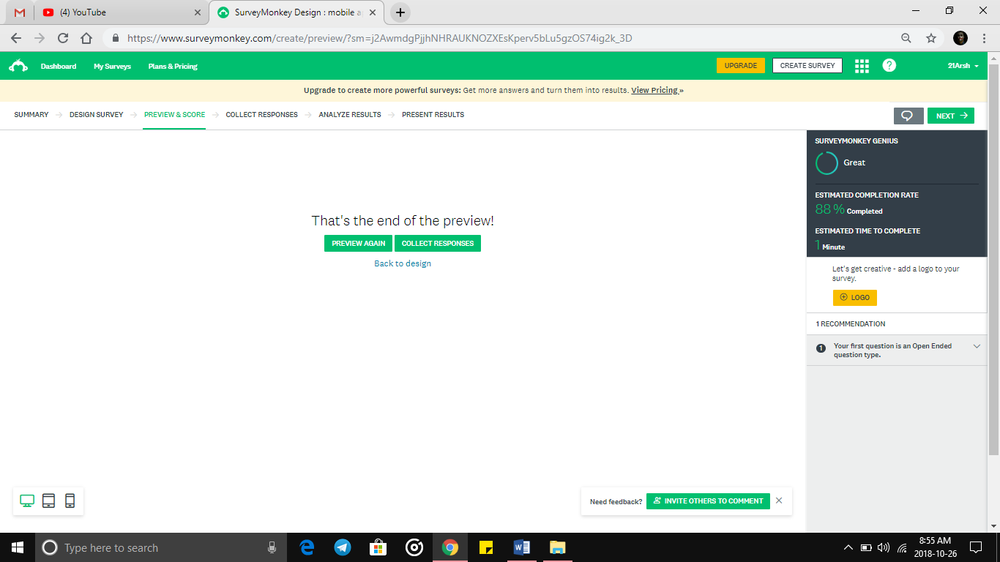 (4) YouTube
SurveyMonkey Design : mobile a
https://www.surveymonkey.com/create/preview/?sm=j2AwmdgPjjhNHRAUKNOZXEsKperv5bLu5gzOS74ig2k_3D
Dashboard My Surveys Plans & Pricing UPGRADE CREATE SURVEY ? 21Arsh
Upgrade to create more powerful surveys: Get more answers and turn them into results. View Pricing »
SUMMARY DESIGN SURVEY PREVIEW & SCORE COLLECT RESPONSES ANALYZE RESULTS PRESENT RESULTS NEXT
SURVEYMONKEY GENIUS
Great
ESTIMATED COMPLETION RATE
88% Completed
ESTIMATED TIME TO COMPLETE
1 Minute
Let's get creative - add a logo to your
survey.
LOGO
1 RECOMMENDATION
1 Your first question is an Open Ended
question type.
That's the end of the preview!
PREVIEW AGAIN COLLECT RESPONSES
Back to design
Need feedback? INVITE OTHERS TO COMMENT
Type here to search
8:55 AM
2018-10-26